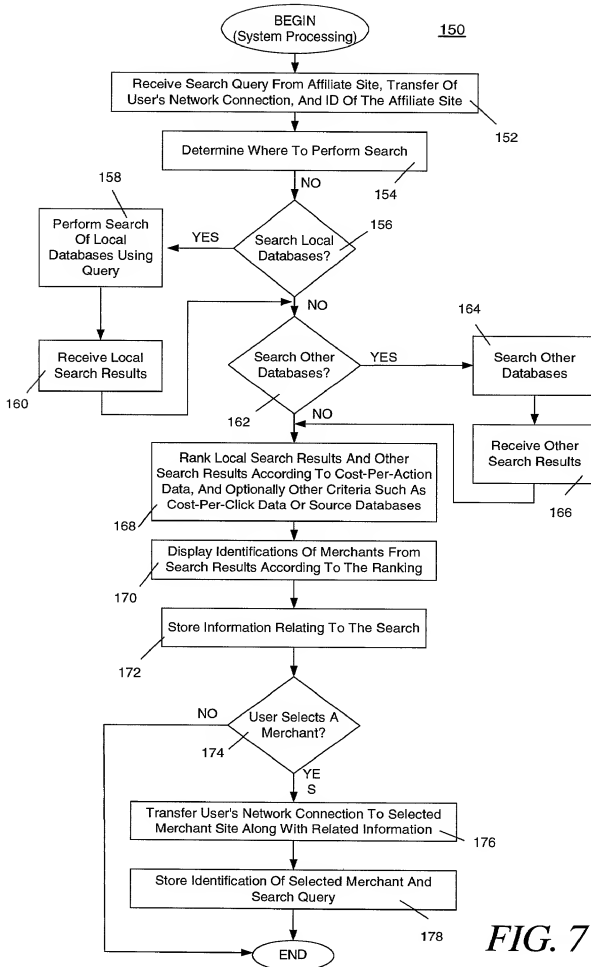 BEGIN
(System Processing)
150
Receive Search Query From Affiliate Site, Transfer Of
User's Network Connection, And ID Of The Affiliate Site
152
Determine Where To Perform Search
154
NO
158
Perform Search
Of Local
Databases Using
Query
YES
Search Local
Databases?
156
NO
Receive Local
Search Results
160
Search Other
Databases?
162
YES
164
Search Other
Databases
NO
Receive Other
Search Results
166
Rank Local Search Results And Other
Search Results According To Cost-Per-Action
Data, And Optionally Other Criteria Such As
Cost-Per-Click Data Or Source Databases
168
Display Identifications Of Merchants From
Search Results According To The Ranking
170
Store Information Relating To The Search
172
NO
User Selects A
Merchant?
174
YE
S
Transfer User's Network Connection To Selected
Merchant Site Along With Related Information
176
Store Identification Of Selected Merchant And
Search Query
178
END
FIG. 7